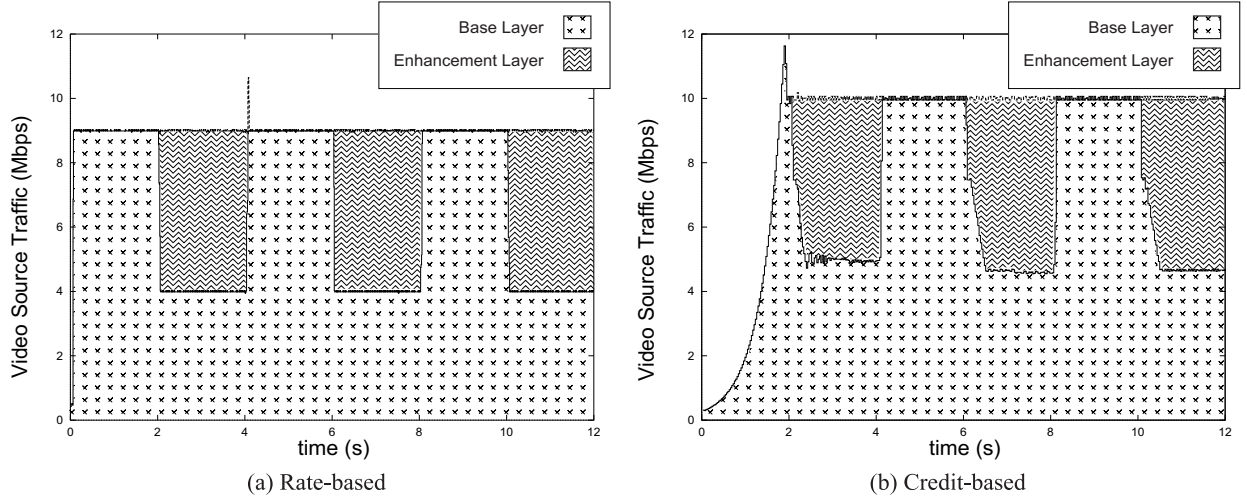 Base Layer
Enhancement Layer
12
10
8
6
4
2
0
Video Source Traffic (Mbps)
0 2 4 6 8 10 12
time (s)
(a) Rate-based
Base Layer
Enhancement Layer
12
10
8
6
4
2
0
Video Source Traffic (Mbps)
0 2 4 6 8 10 12
time (s)
(b) Credit-based